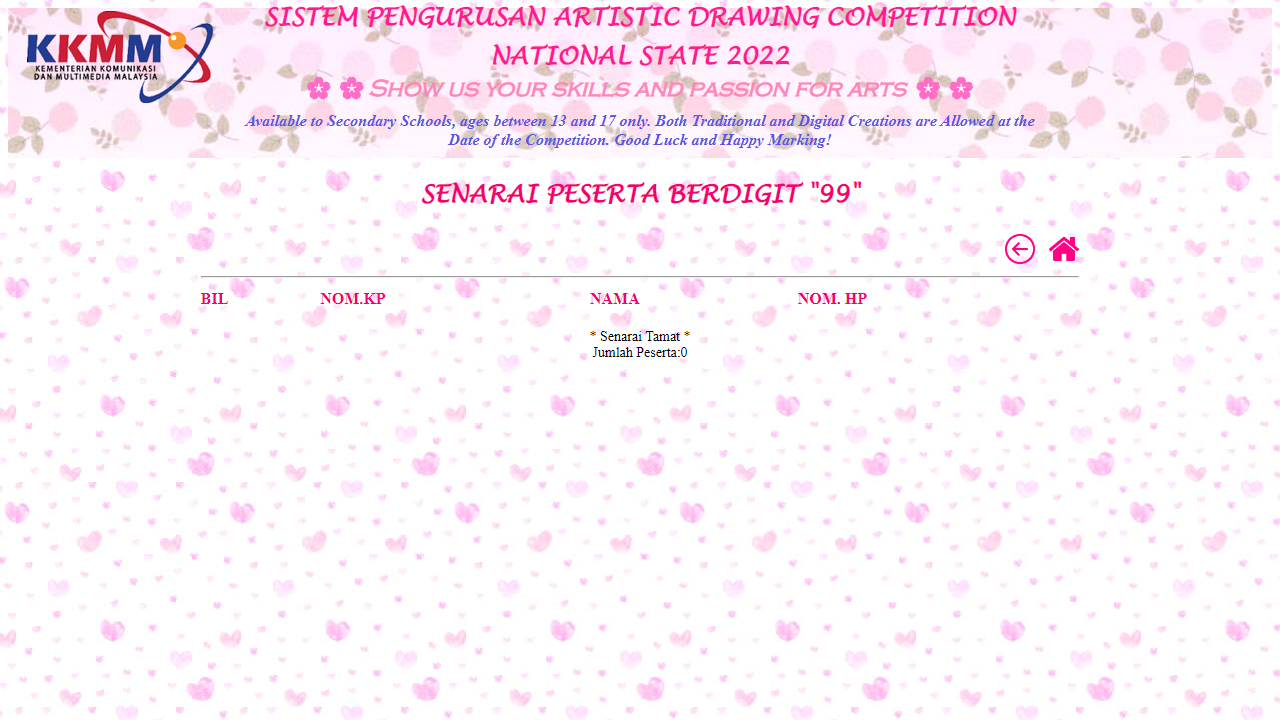 SISTEM PENGURUSAN ARTISTIC DRAWING COMPETITION
NATIONAL STATE 2022
KKMM
KEMENTERIAN KOMUNIKASI
DAN MULTIMEDIA MALAYSIA
SHOW US YOUR SKILLS AND PASSION FOR ARTS
Available to Secondary Schools, ages between 13 and 17 only. Both Traditional and Digital Creations are Allowed at the
Date of the Competition. Good Luck and Happy Marking!
SENARAI PESERTA BERDIGIT "99"
BIL NOM.KP NAMA NOM. HP
* Senarai Tamat *
Jumlah Peserta:0